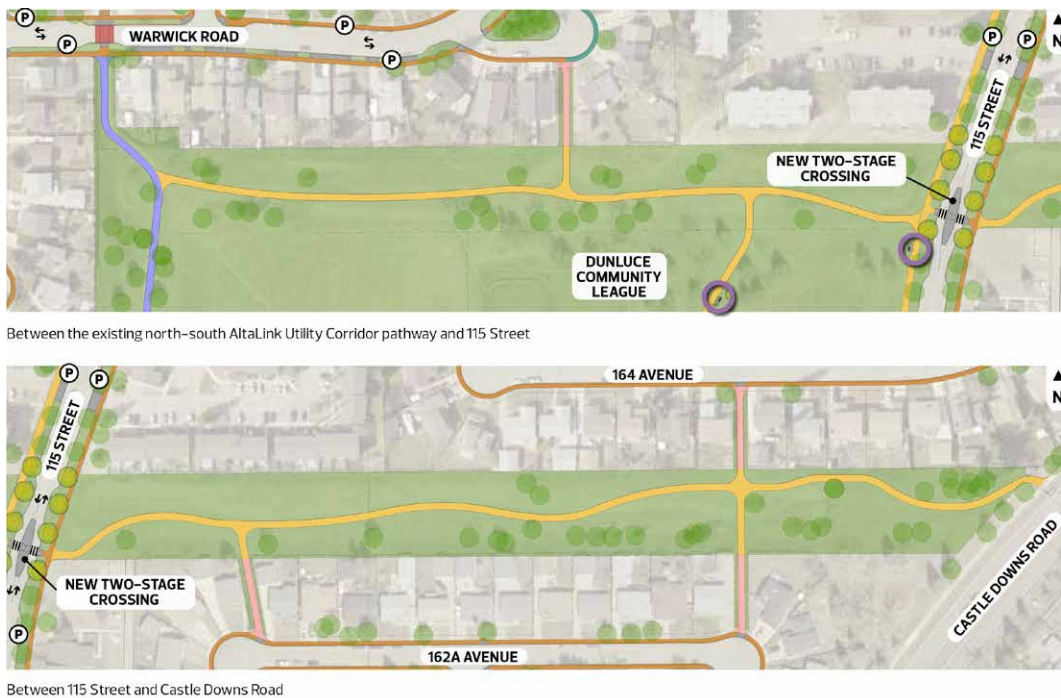 P
P
WARWICK ROAD
P
P
P
P
N
115 STREET
NEW TWO-STAGE
CROSSING
DUNLUCE
COMMUNITY
LEAGUE
Between the existing north-south AltaLink Utility Corridor pathway and 115 Street
P
P
164 AVENUE
N
115 STREET
NEW TWO-STAGE
CROSSING
P
162A AVENUE
CASTLE DOWNS ROAD
Between 115 Street and Castle Downs Road